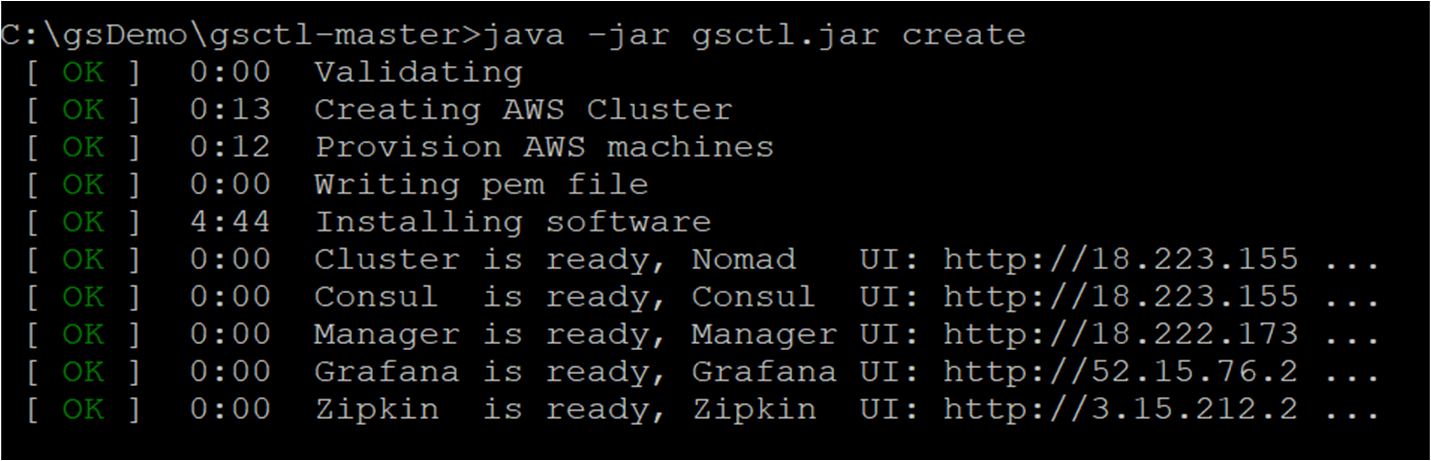 C:\gsDemo\gsctl-master>java -jar gsctl.jar create
[ OK ] 0:00 Validating
[ OK ] 0:13 Creating AWS Cluster
[ OK ] 0:12 Provision AWS machines
[ OK ] 0:00 Writing pem file
[ OK ] 4:44 Installing software
[ OK ] 0:00 Cluster is ready, Nomad UI: http://18.223.155 ...
[ OK ] 0:00 Consul is ready, Consul UI: http://18.223.155 ...
[ OK ] 0:00 Manager is ready, Manager UI: http://18.222.173 ...
[ OK ] 0:00 Grafana is ready, Grafana UI: http://52.15.76.2 ...
[ OK ] 0:00 Zipkin is ready, Zipkin UI: http://3.15.212.2 ...